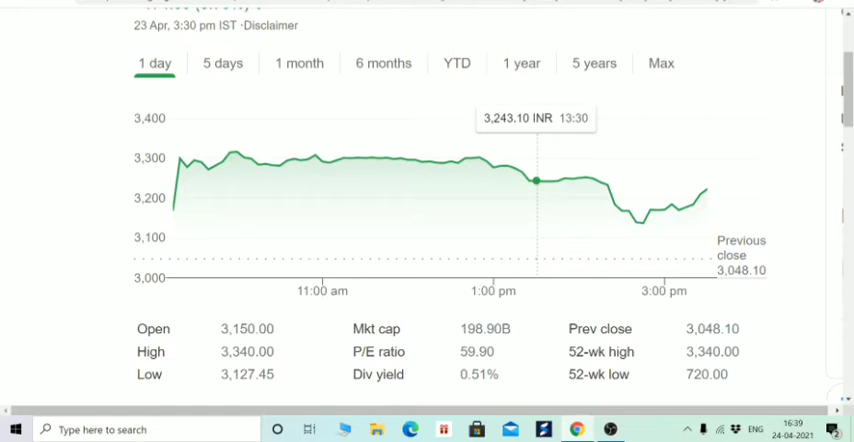 23 Apr, 3:30 pm IST ·Disclaimer
1 day 5 days 1 month 6 months YTD 1 year 5 years Max
3,243.10 INR 13:30
3,400
3,300
3,200
3,100
3,000
Previous
close
3,048.10
11:00 am 1:00 pm 3:00 pm
Open 3,150.00 Mkt cap 198.90B Prev close 3,048.10
High 3,340.00 P/E ratio 59.90 52-wk high 3,340.00
Low 3,127.45 Div yield 0.51% 52-wk low 720.00
Type here to search
ENG
16:39
24-04-2021
2